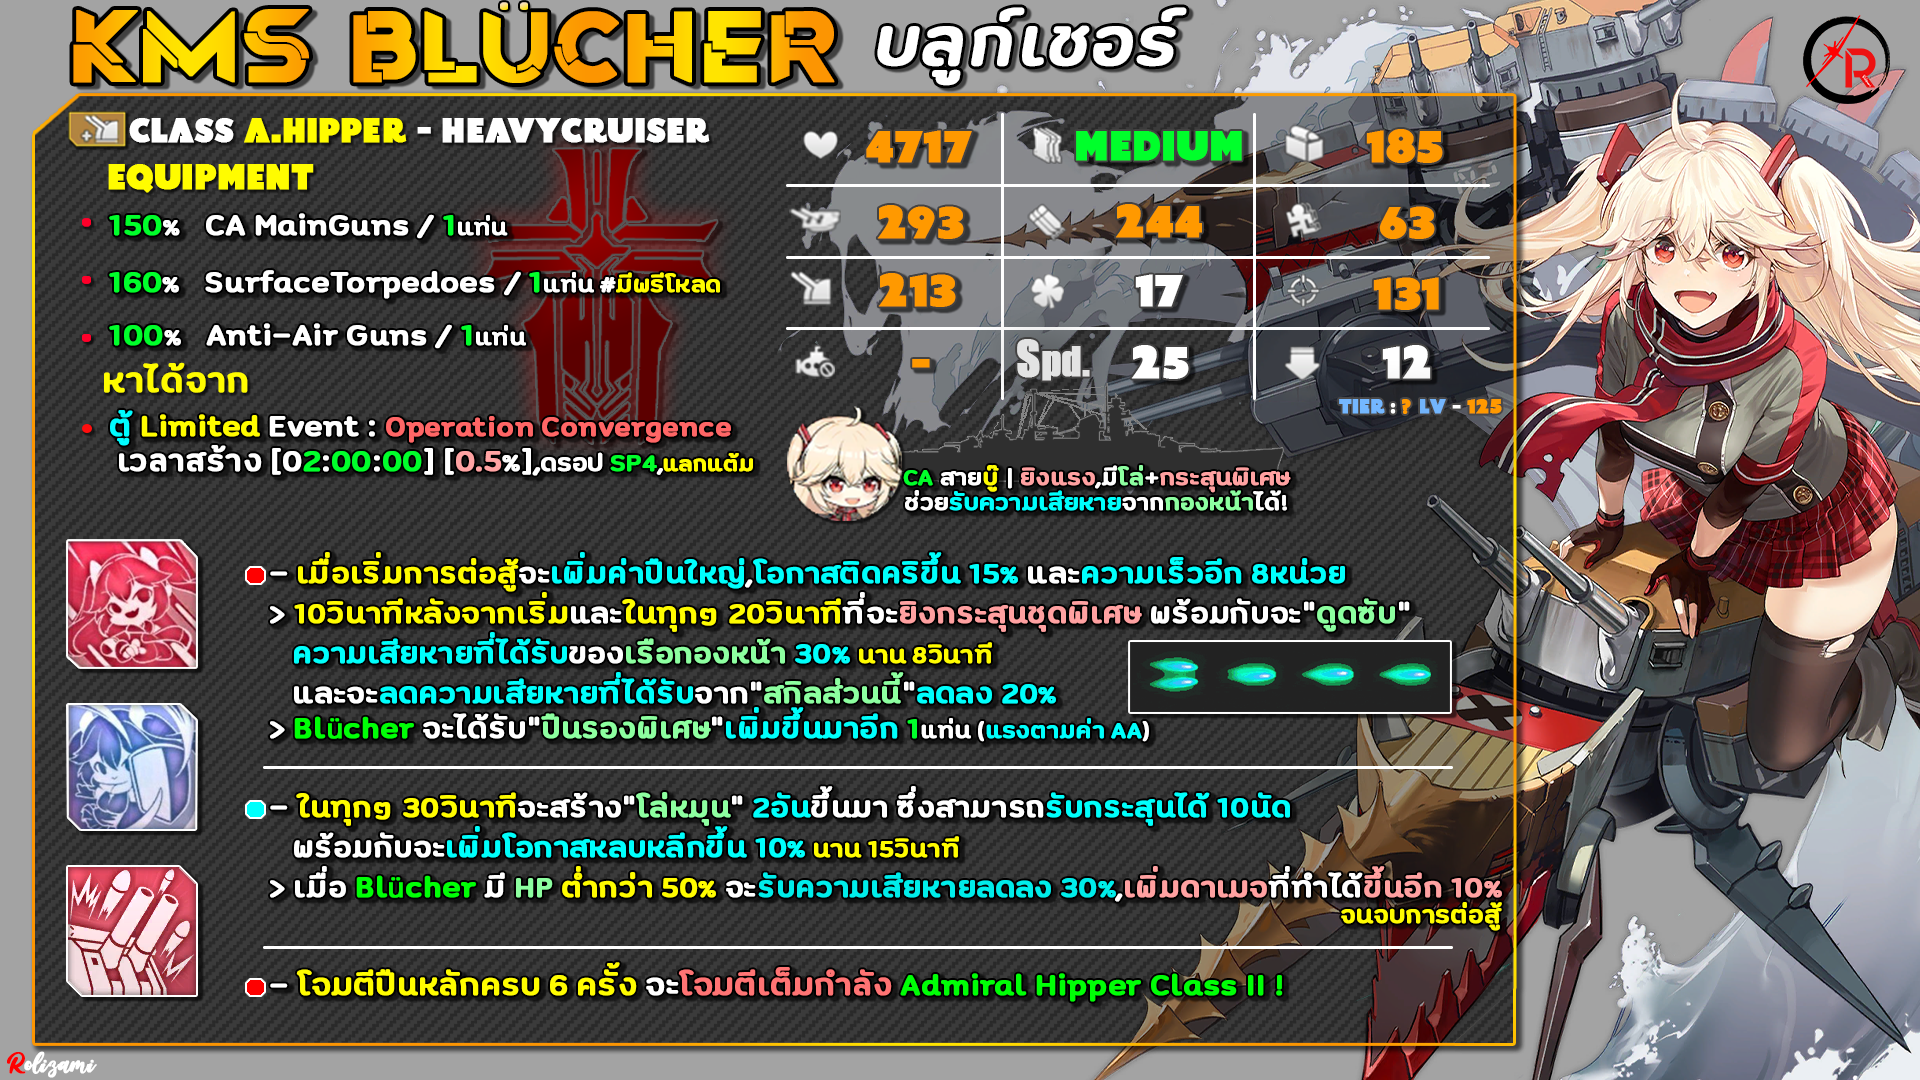 KMS BLÜCHER บลูก์เชอร์
R
CLASS A.HIPPER - HEAVYCRUISER
EQUIPMENT
• 150% CA MainGuns / 1แท่น
• 160% SurfaceTorpedoes / 1แท่น #มีพรีโหลด
• 100% Anti-Air Guns / 1แท่น
หาได้จาก
• ตู้ Limited Event : Operation Convergence
เวลาสร้าง [02:00:00] [0.5%],ดรอป SP4,แลกแต้ม
4717 MEDIUM 185
293 244 63
213 17 131
- Spd. 25 12
TIER : ? LV - 125
CA สายบู๊ | ยิงแรง,มีโล่+กระสุนพิเศษ
ช่วยรับความเสียหายจากกองหน้าได้!
- เมื่อเริ่มการต่อสู้จะเพิ่มค่าปืนใหญ่,โอกาสติดคริขึ้น 15% และความเร็วอีก 8หน่วย
> 10วินาทีหลังจากเริ่มและในทุกๆ 20วินาทีที่จะยิงกระสุนชุดพิเศษ พร้อมกับจะ"ดูดซับ"
ความเสียหายที่ได้รับของเรือกองหน้า 30% นาน 8วินาที
และจะลดความเสียหายที่ได้รับจาก"สกิลส่วนนี้"ลดลง 20%
> Blücher จะได้รับ"ปืนรองพิเศษ"เพิ่มขึ้นมาอีก 1แท่น (แรงตามค่า AA)
- ในทุกๆ 30วินาทีจะสร้าง"โล่หมุน" 2อันขึ้นมา ซึ่งสามารถรับกระสุนได้ 10นัด
พร้อมกับจะเพิ่มโอกาสหลบหลีกขึ้น 10% นาน 15วินาที
> เมื่อ Blücher มี HP ต่ำกว่า 50% จะรับความเสียหายลดลง 30%,เพิ่มดาเมจที่ทำได้ขึ้นอีก 10%
จนจบการต่อสู้
- โจมตีปืนหลักครบ 6 ครั้ง จะโจมตีเต็มกำลัง Admiral Hipper Class II !
Rolizami